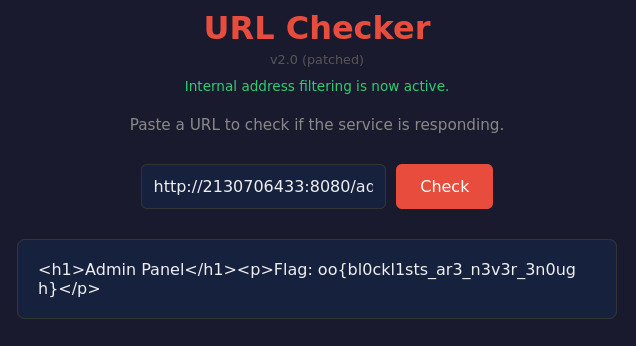 URL Checker
v2.0 (patched)
Internal address filtering is now active.
Paste a URL to check if the service is responding.
http://2130706433:8080/ac
Check
<h1>Admin Panel</h1><p>Flag: oo{bl0ckl1sts_ar3_n3v3r_3n0ug
h}</p>